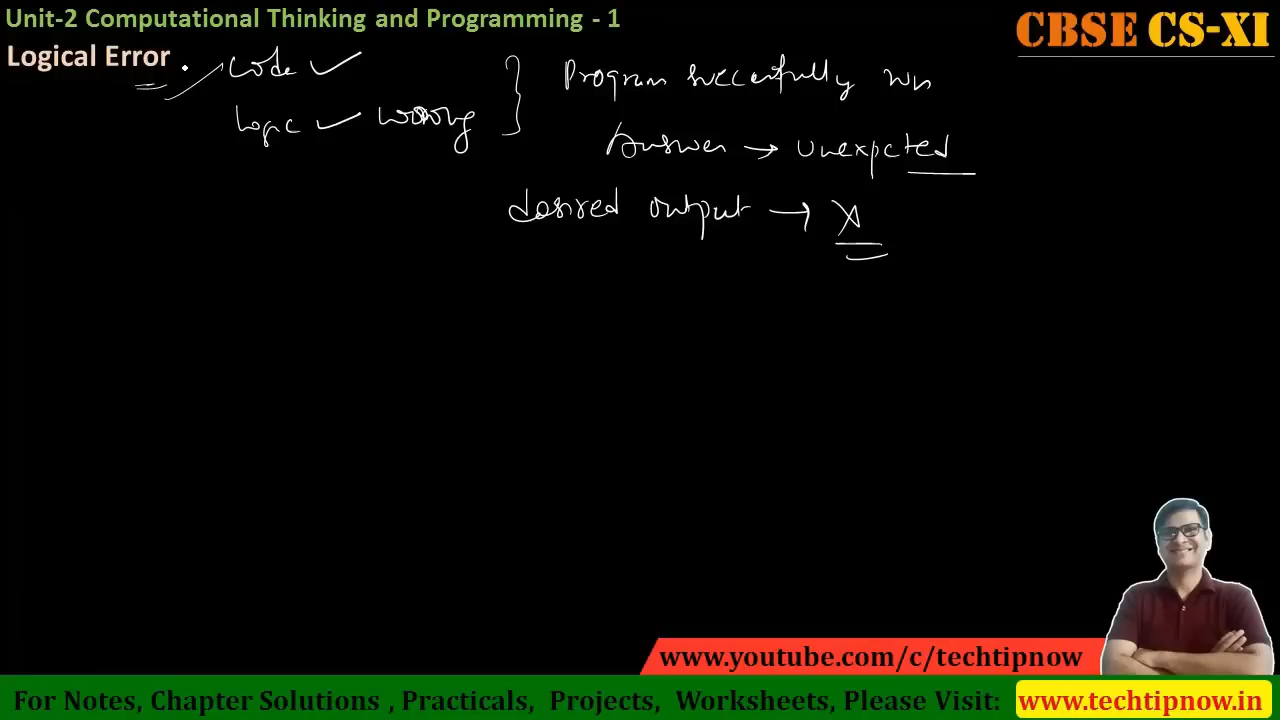 Unit-2 Computational Thinking and Programming - 1
CBSE CS-XI
Logical Error
Code ✓
Logic ✓ wrong
Program successfully run
Answer → Unexpected
desired output → X
www.youtube.com/c/techtipnow
For Notes, Chapter Solutions , Practicals, Projects, Worksheets, Please Visit: www.techtipnow.in